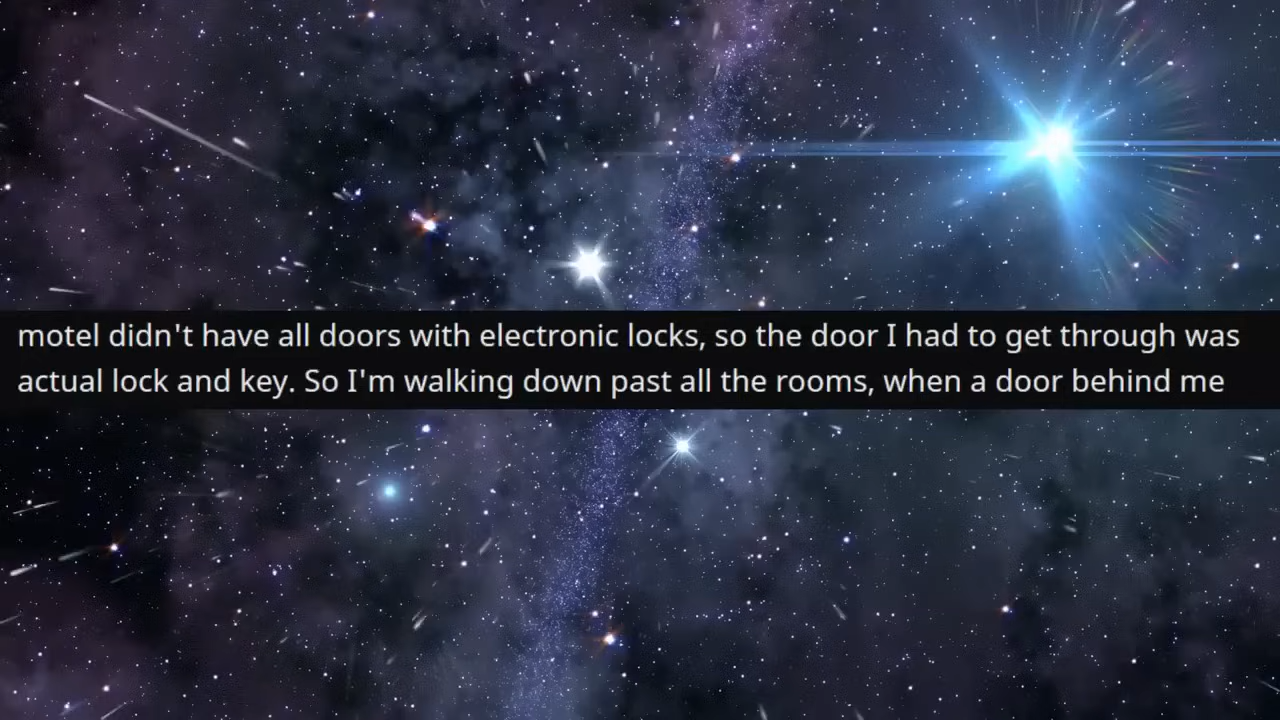 motel didn't have all doors with electronic locks, so the door I had to get through was
actual lock and key. So I'm walking down past all the rooms, when a door behind me